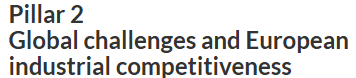 Pillar 2
Global challenges and European
industrial competitiveness